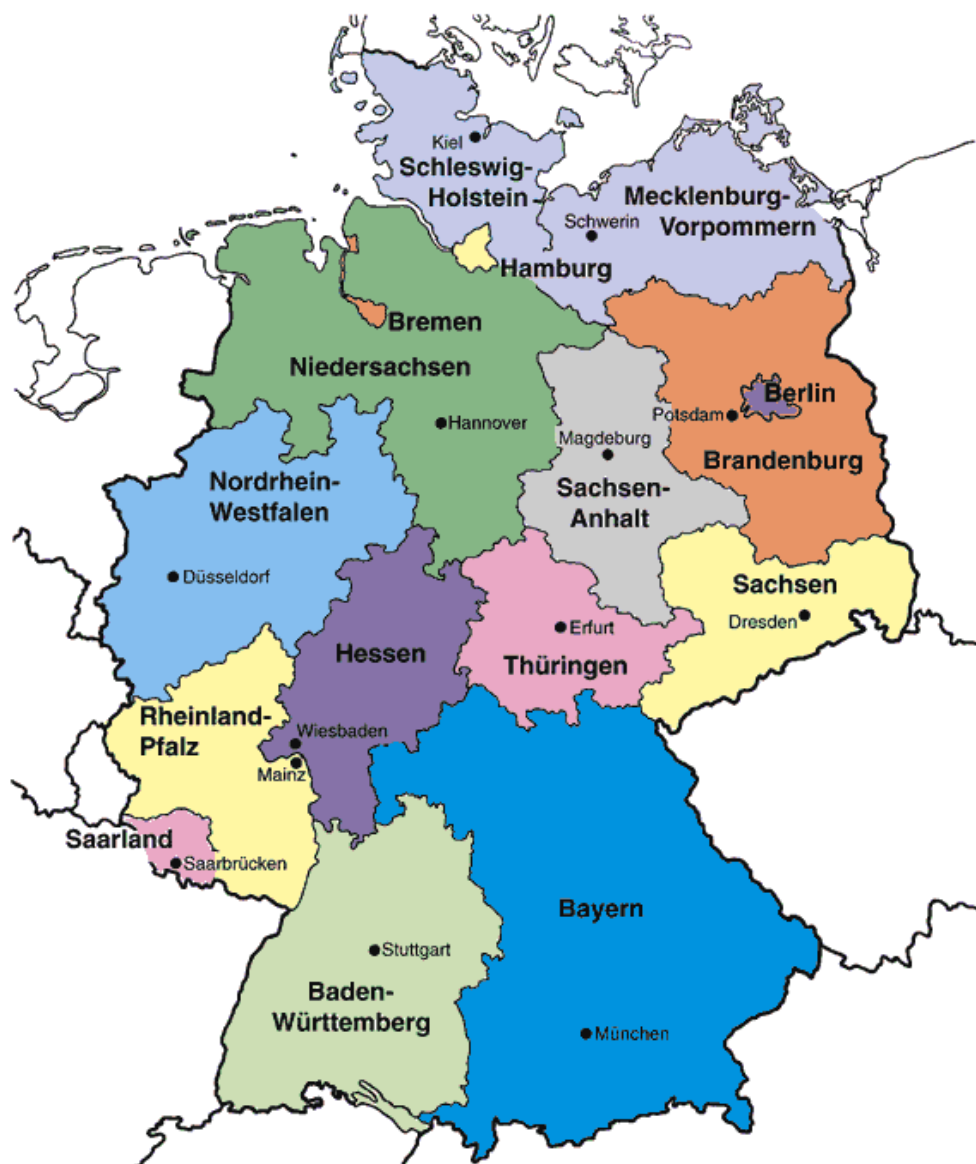 Kiel
Schleswig-
Holstein
Mecklenburg-
Vorpommern
Schwerin
Hamburg
Bremen
Niedersachsen
Hannover
Berlin
Potsdam
Brandenburg
Magdeburg
Sachsen-
Anhalt
Nordrhein-
Westfalen
Düsseldorf
Sachsen
Dresden
Erfurt
Thüringen
Hessen
Rheinland-
Pfalz
Wiesbaden
Mainz
Saarland
Saarbrücken
Bayern
Stuttgart
Baden-
Württemberg
München